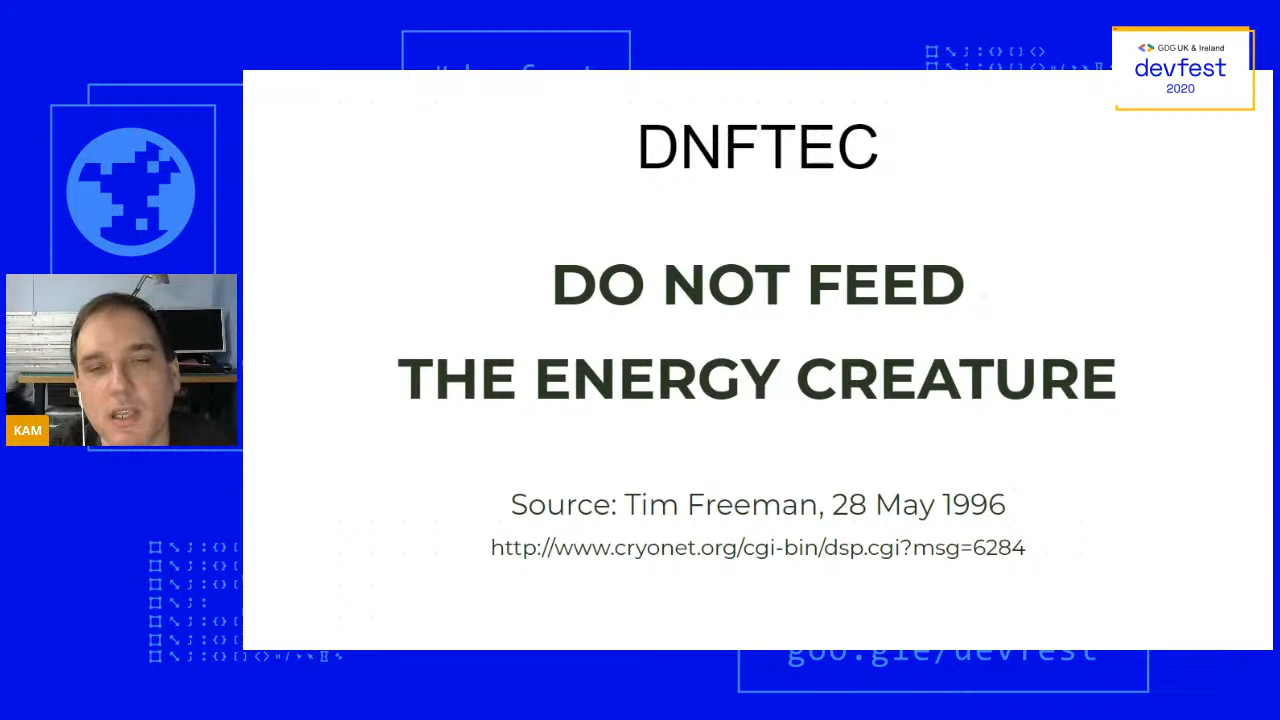 GDG UK & Ireland
devfest
2020
DNFTEC
DO NOT FEED
THE ENERGY CREATURE
Source: Tim Freeman, 28 May 1996
http://www.cryonet.org/cgi-bin/dsp.cgi?msg=6284
KAM
goo.gle/devfest